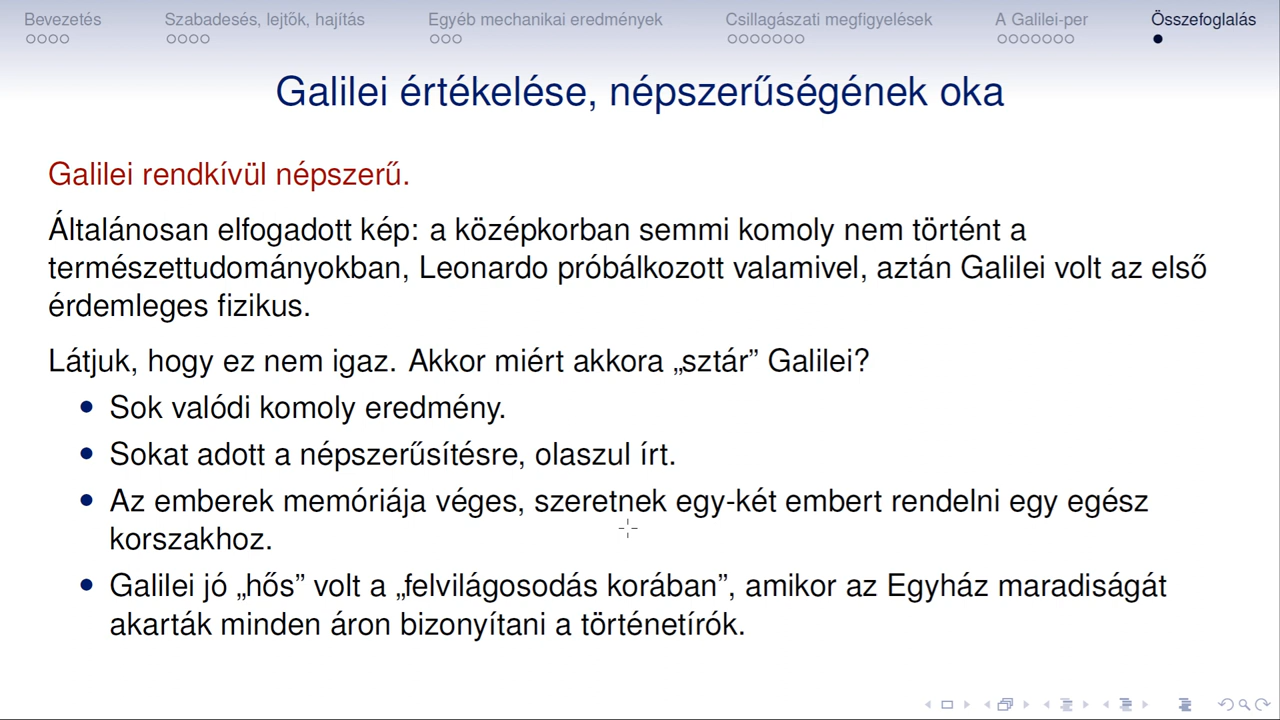 Bevezetés Szabadesés, lejtők, hajítás Egyéb mechanikai eredmények Csillagászati megfigyelések A Galilei-per Összefoglalás
Galilei értékelése, népszerűségének oka
Galilei rendkívül népszerű.
Általánosan elfogadott kép: a középkorban semmi komoly nem történt a
természettudományokban, Leonardo próbálkozott valamivel, aztán Galilei volt az első
érdemleges fizikus.
Látjuk, hogy ez nem igaz. Akkor miért akkora „sztár” Galilei?
• Sok valódi komoly eredmény.
• Sokat adott a népszerűsítésre, olaszul írt.
• Az emberek memóriája véges, szeretnek egy-két embert rendelni egy egész
korszakhoz.
• Galilei jó „hős” volt a „felvilágosodás korában”, amikor az Egyház maradiságát
akarták minden áron bizonyítani a történetírók.